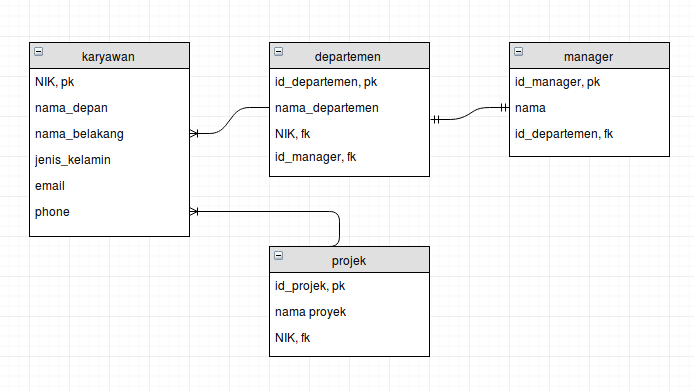 karyawan
NIK, pk
nama_depan
nama_belakang
jenis_kelamin
email
phone
departemen
id_departemen, pk
nama_departemen
NIK, fk
id_manager, fk
manager
id_manager, pk
nama
id_departemen, fk
projek
id_projek, pk
nama proyek
NIK, fk